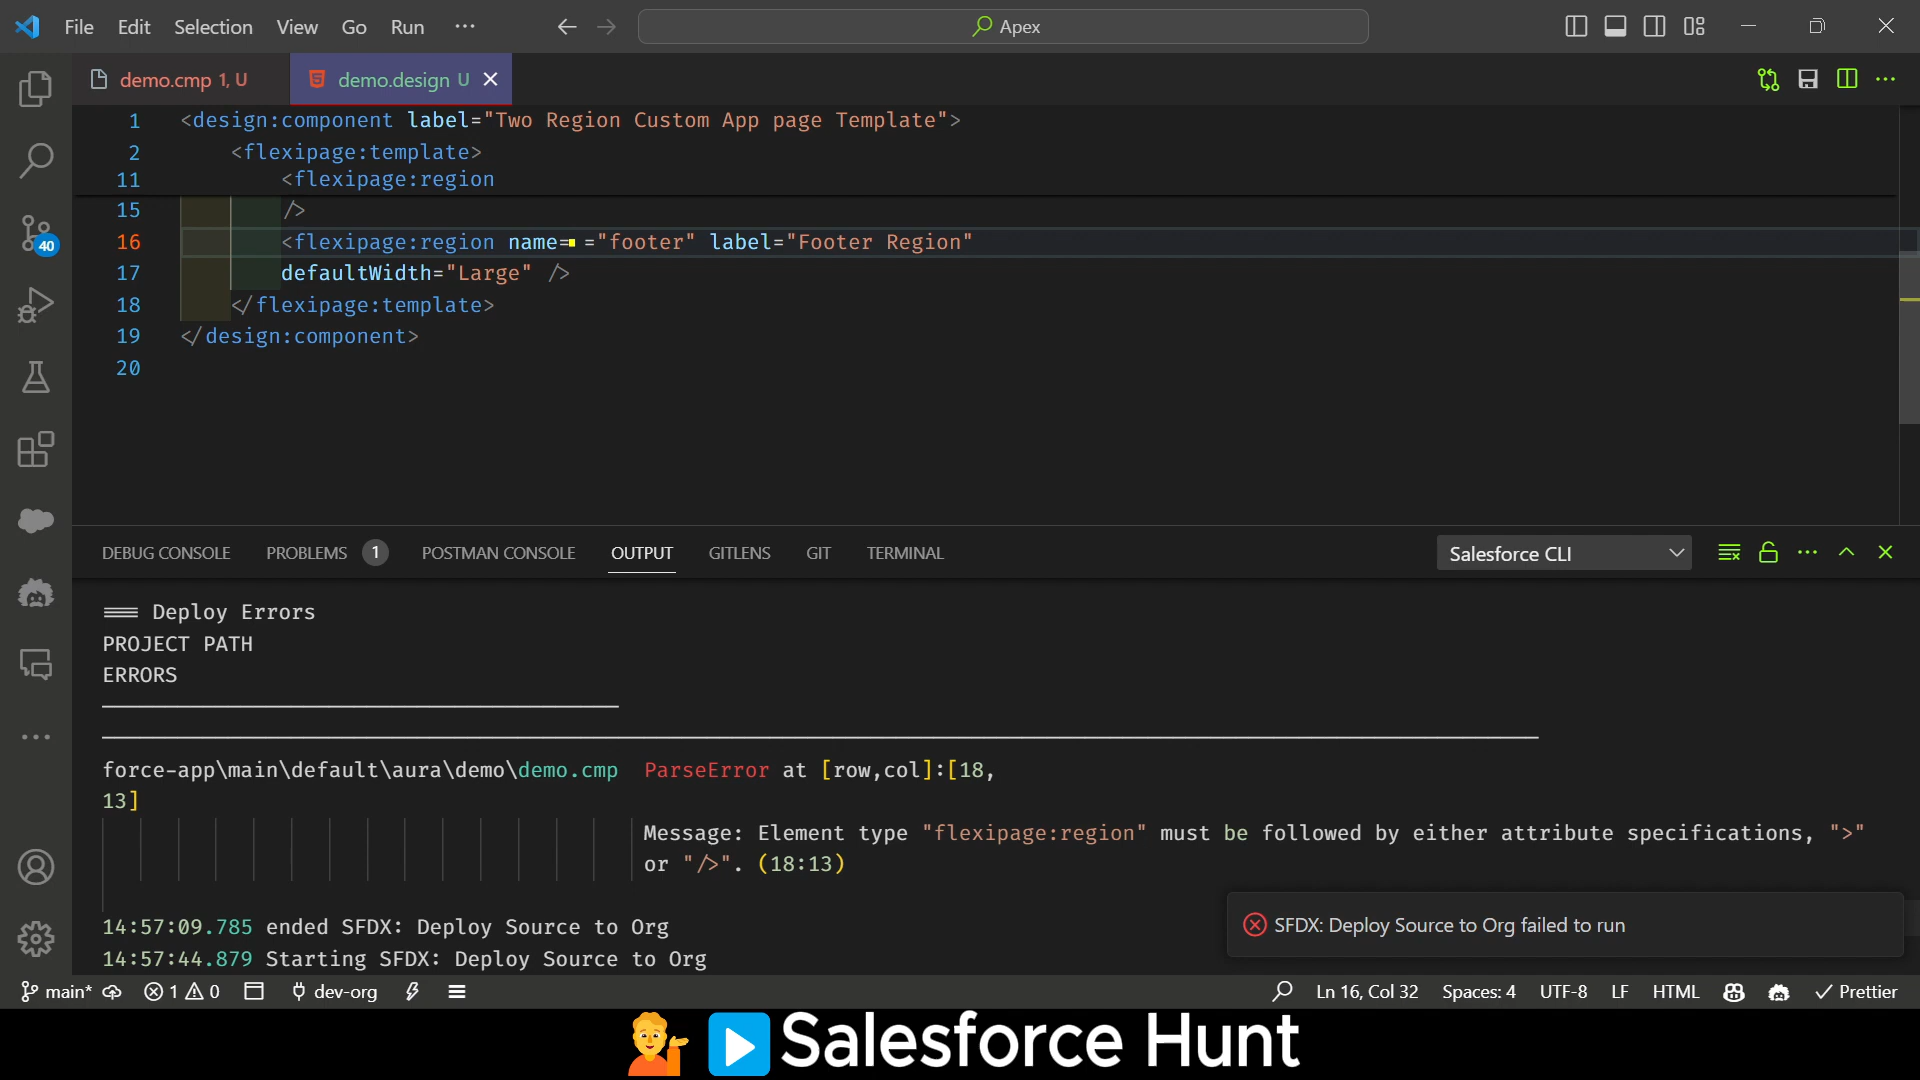 File Edit Selection View Go Run ··· Apex
demo.cmp 1, U demo.design U
1 <design:component label="Two Region Custom App page Template">
2 <flexipage:template>
11 <flexipage:region
15 />
16 <flexipage:region name= ="footer" label="Footer Region"
17 defaultWidth="Large" />
18 </flexipage:template>
19 </design:component>
20
40
DEBUG CONSOLE PROBLEMS 1 POSTMAN CONSOLE OUTPUT GITLENS GIT TERMINAL Salesforce CLI
=== Deploy Errors
PROJECT PATH
ERRORS
force-app\main\default\aura\demo\demo.cmp ParseError at [row,col]:[18,
13]
Message: Element type "flexipage:region" must be followed by either attribute specifications, ">"
or "/>". (18:13)
14:57:09.785 ended SFDX: Deploy Source to Org
14:57:44.879 Starting SFDX: Deploy Source to Org
SFDX: Deploy Source to Org failed to run
main* 1 0 dev-org Ln 16, Col 32 Spaces: 4 UTF-8 LF HTML Prettier
Salesforce Hunt